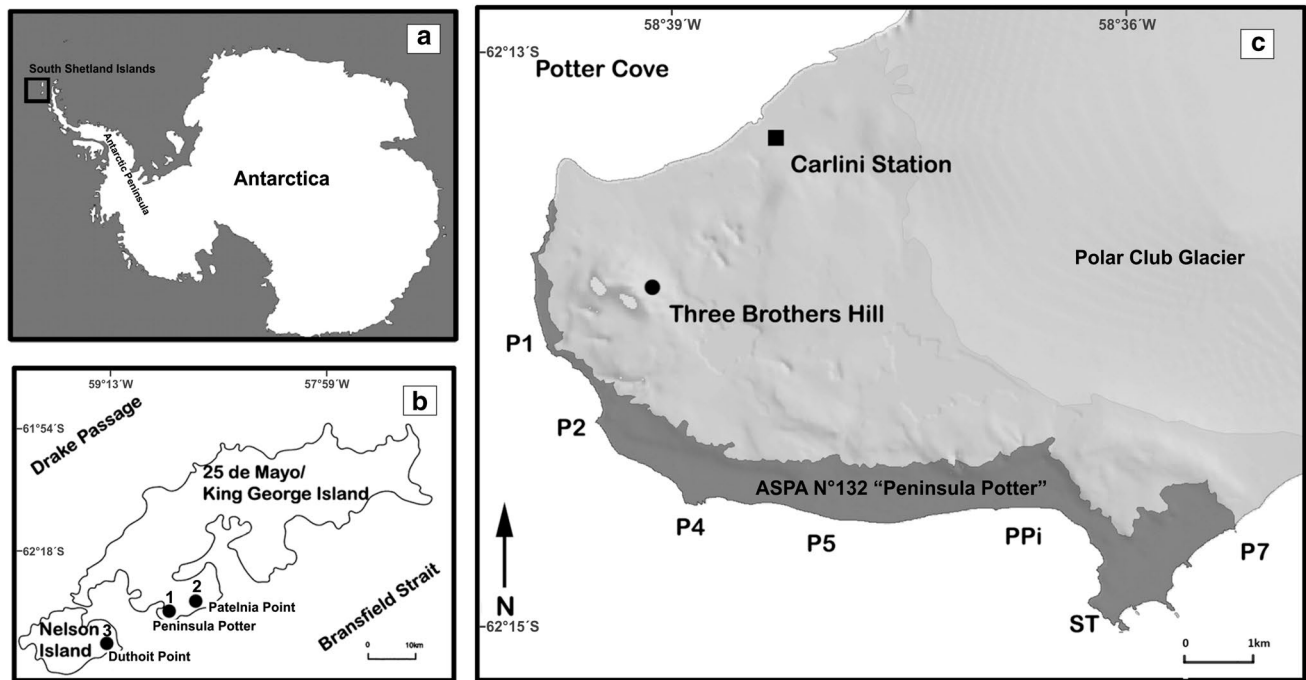 a
South Shetland Islands
Antarctic Peninsula
Antarctica
b
59°13´W
57°59´W
61°54´S
62°18´S
Drake Passage
25 de Mayo/
King George Island
1
2
Patelnia Point
Peninsula Potter
Nelson
Island
3
Duthoit Point
Bransfield Strait
0
10km
c
58°39´W
58°36´W
62°13´S
Potter Cove
Carlini Station
Polar Club Glacier
Three Brothers Hill
P1
P2
ASPA N°132 “Peninsula Potter”
P4
P5
PPi
P7
N
ST
62°15´S
0
1km